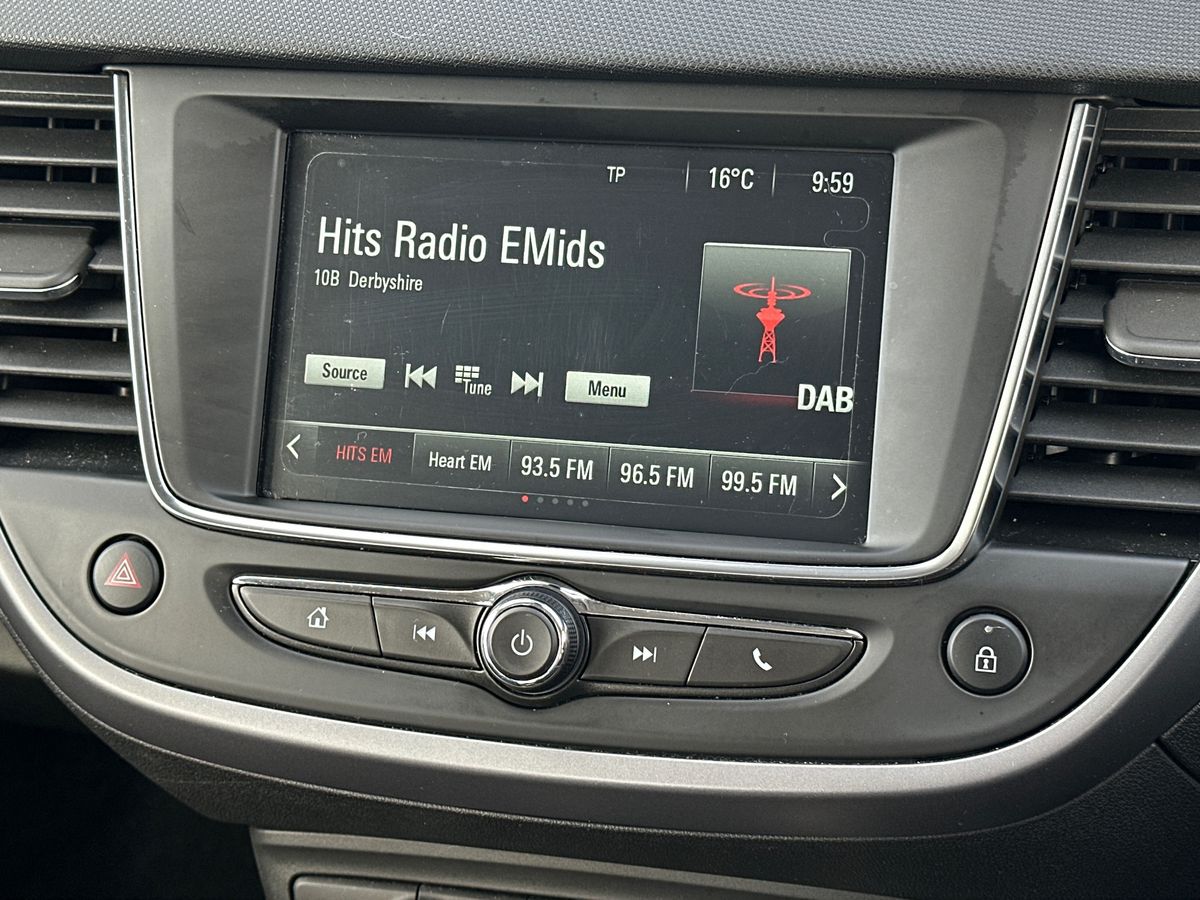 TP 16°C 9:59
Hits Radio EMids
10B Derbyshire
Source Tune Menu
DAB
HITS EM Heart EM 93.5 FM 96.5 FM 99.5 FM